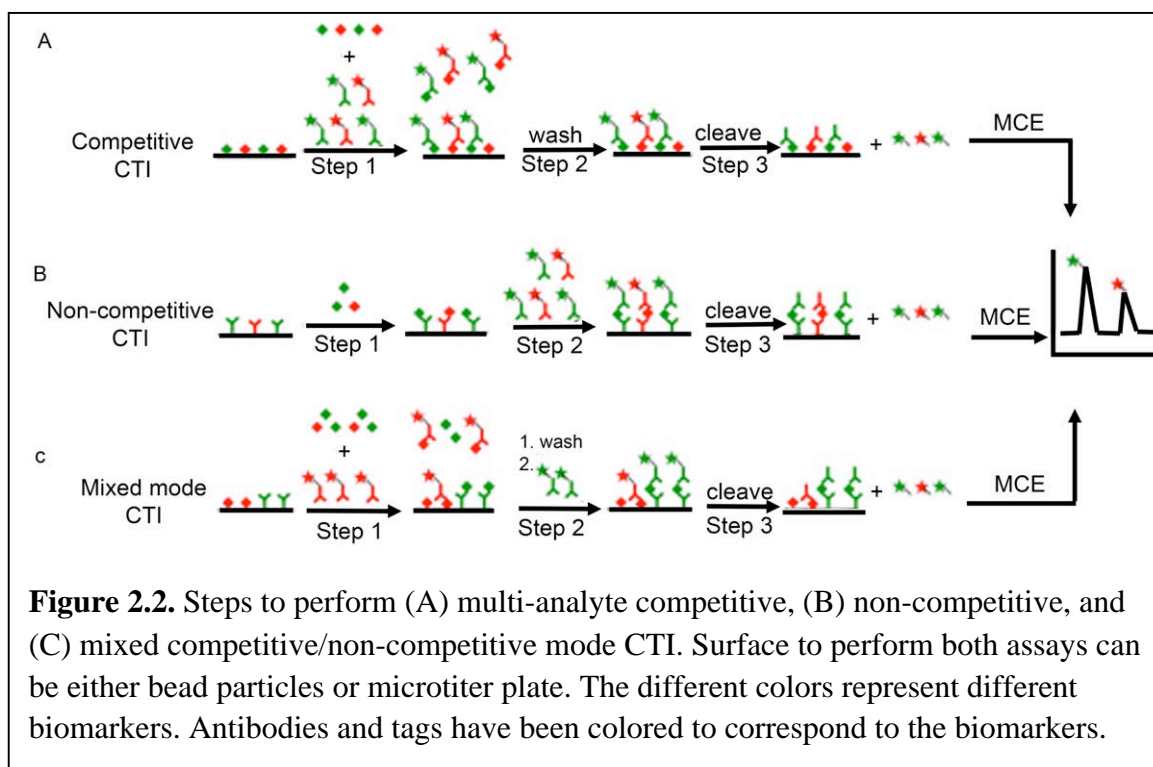 A
+
Competitive
CTI
Step 1
wash
Step 2
cleave
Step 3
+
MCE
B
Non-competitive
CTI
Step 1
Step 2
cleave
Step 3
+
MCE
c
Mixed mode
CTI
+
Step 1
1. wash
2.
Step 2
cleave
Step 3
+
MCE
Figure 2.2. Steps to perform (A) multi-analyte competitive, (B) non-competitive, and
(C) mixed competitive/non-competitive mode CTI. Surface to perform both assays can
be either bead particles or microtiter plate. The different colors represent different
biomarkers. Antibodies and tags have been colored to correspond to the biomarkers.